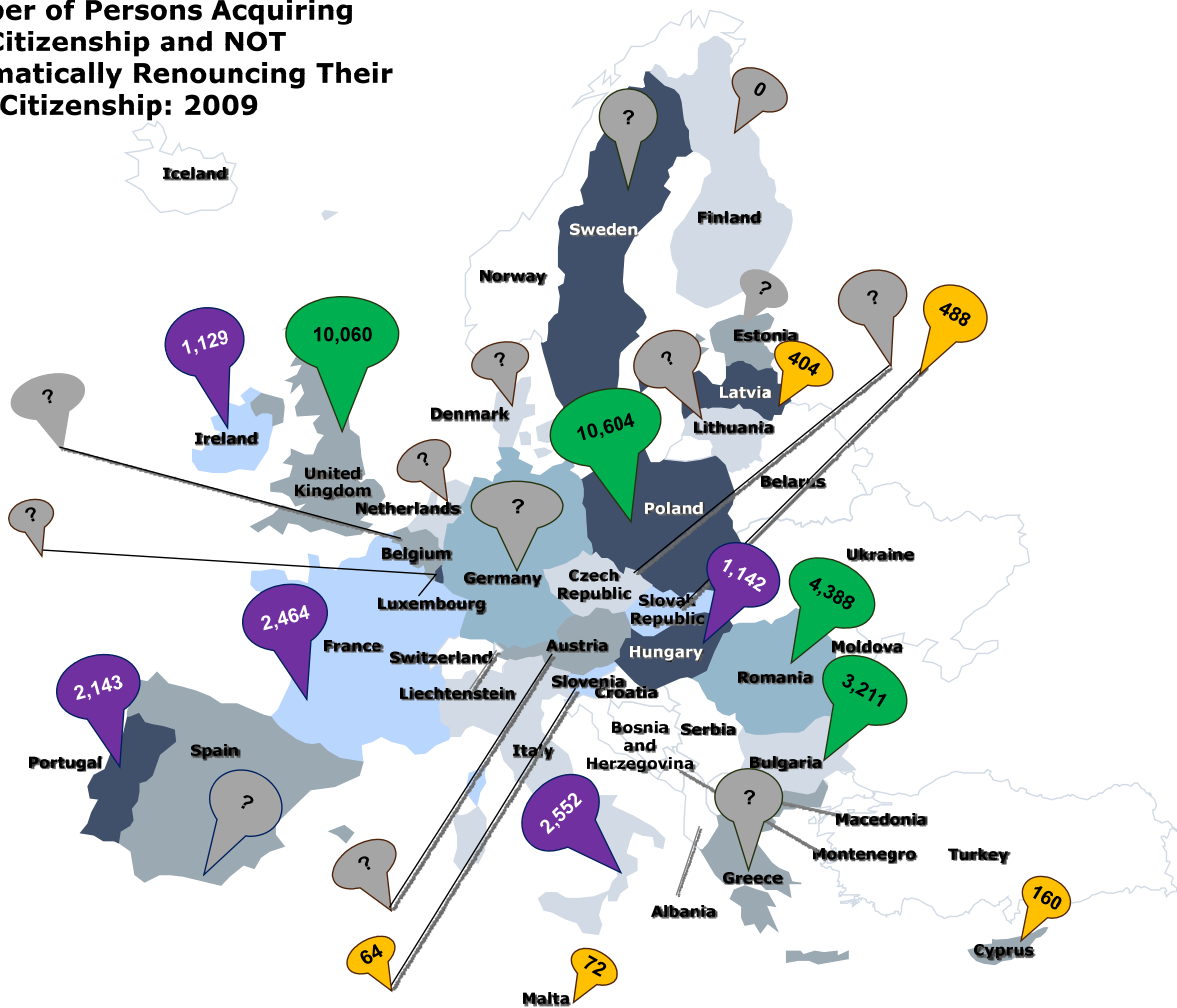 ber of Persons Acquiring
Citizenship and NOT
matically Renouncing Their
Citizenship: 2009
0
?
Iceland
Finland
Sweden
Norway
?
?
488
1,129
10,060
Estonia
?
?
404
Latvia
?
Denmark
Lithuania
10,604
Ireland
?
United
Kingdom
Belarus
Netherlands
?
Poland
?
Belgium
Germany
Ukraine
Czech
Republic
1,142
4,388
Luxembourg
Slovak
Republic
2,464
France
Switzerland
Austria
Hungary
Moldova
Romania
2,143
Liechtenstein
Slovenia
Croatia
3,211
Portugal
Spain
Italy
Bosnia
and
Herzegovina
Serbia
Bulgaria
?
2,552
?
Macedonia
Montenegro
Turkey
?
Greece
Albania
160
Cyprus
64
72
Malta